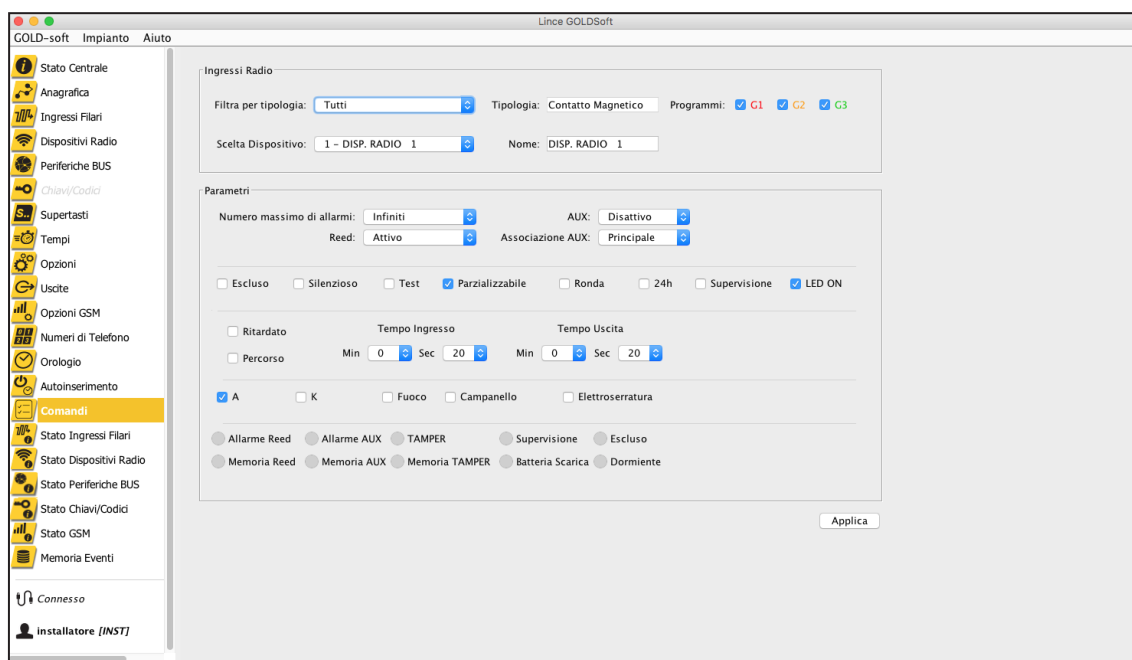 Lince GOLDSoft
GOLD-soft Impianto Aiuto
Stato Centrale
Anagrafica
Ingressi Filari
Dispositivi Radio
Periferiche BUS
Chiavi/Codici
S..
Supertasti
Tempi
Opzioni
Uscite
Opzioni GSM
Numeri di Telefono
Orologio
Autoinserimento
Comandi
Stato Ingressi Filari
Stato Dispositivi Radio
Stato Periferiche BUS
Stato Chiavi/Codici
Stato GSM
Memoria Eventi
Connesso
installatore [INST]
Ingressi Radio
Filtra per tipologia: Tutti Tipologia: Contatto Magnetico Programmi: G1 G2 G3
Scelta Dispositivo: 1 - DISP. RADIO 1 Nome: DISP. RADIO 1
Parametri
Numero massimo di allarmi: Infiniti AUX: Disattivo
Reed: Attivo Associazione AUX: Principale
Escluso Silenzioso Test Parzializzabile Ronda 24h Supervisione LED ON
Ritardato Tempo Ingresso Tempo Uscita
Percorso Min 0 Sec 20 Min 0 Sec 20
A K Fuoco Campanello Elettroserratura
Allarme Reed Allarme AUX TAMPER Supervisione Escluso
Memoria Reed Memoria AUX Memoria TAMPER Batteria Scarica Dormiente
Applica